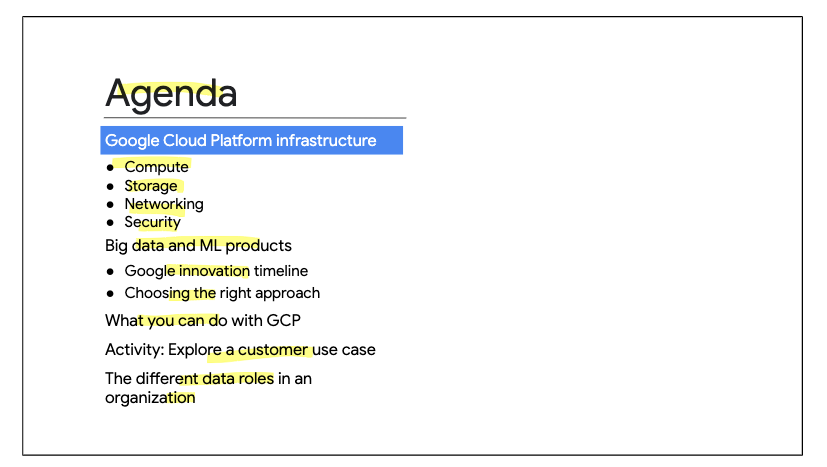 Agenda
Google Cloud Platform infrastructure
● Compute
● Storage
● Networking
● Security
Big data and ML products
● Google innovation timeline
● Choosing the right approach
What you can do with GCP
Activity: Explore a customer use case
The different data roles in an
organization